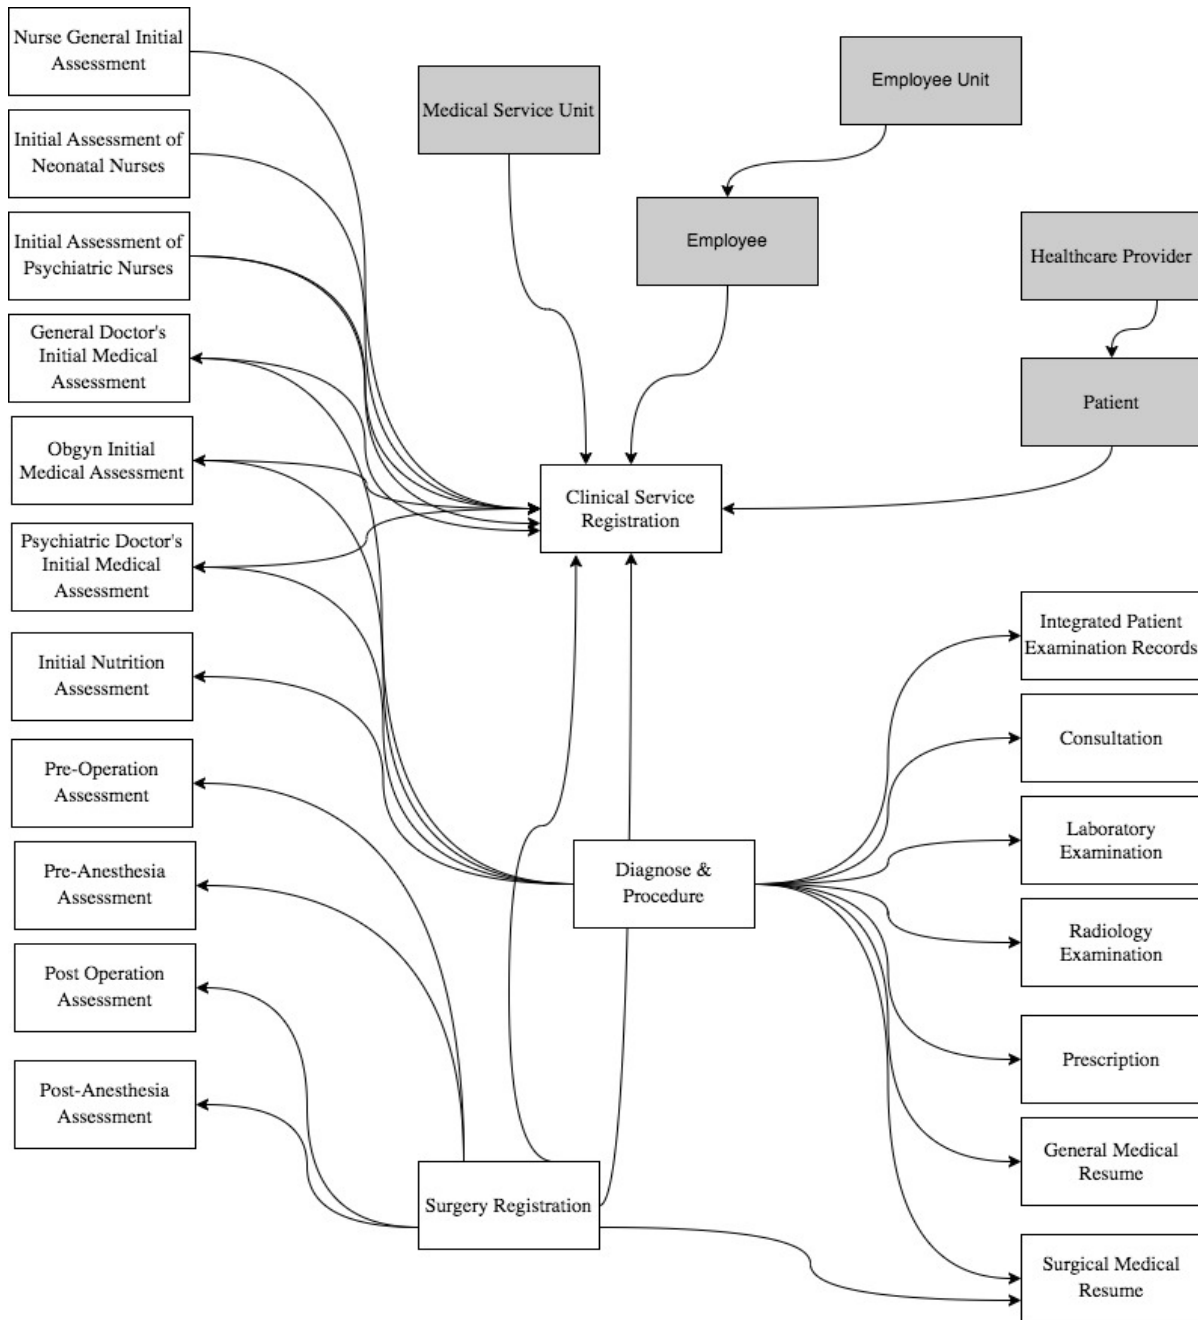 Nurse General Initial
Assessment
Medical Service Unit
Employee Unit
Initial Assessment of
Neonatal Nurses
Initial Assessment of
Psychiatric Nurses
Employee
Healthcare Provider
General Doctor's
Initial Medical
Assessment
Patient
Obgyn Initial
Medical Assessment
Clinical Service
Registration
Psychiatric Doctor's
Initial Medical
Assessment
Integrated Patient
Examination Records
Initial Nutrition
Assessment
Consultation
Pre-Operation
Assessment
Laboratory
Examination
Pre-Anesthesia
Assessment
Diagnose &
Procedure
Radiology
Examination
Post Operation
Assessment
Prescription
Post-Anesthesia
Assessment
General Medical
Resume
Surgery Registration
Surgical Medical
Resume